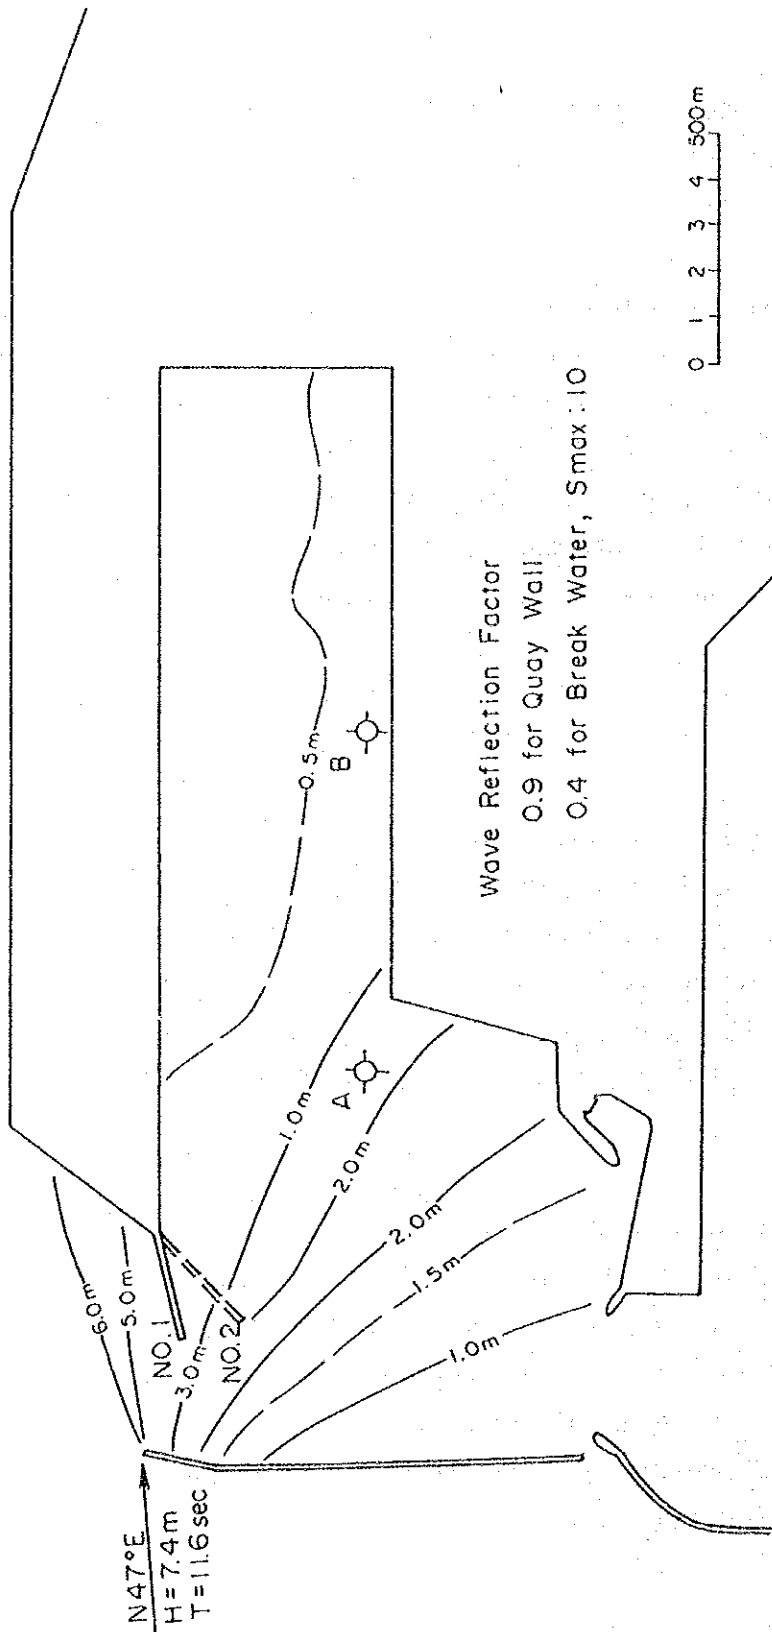 N47°E
H=7.4m
T=11.6sec
6.0m
5.0m
NO.1
3.0m
NO.2
2.0m
1.5m
1.0m
1.0m
2.0m
A
0.5m
B
Wave Reflection Factor
0.9 for Quay Wall
0.4 for Break Water, Smax:10
0 1 2 3 4 500m